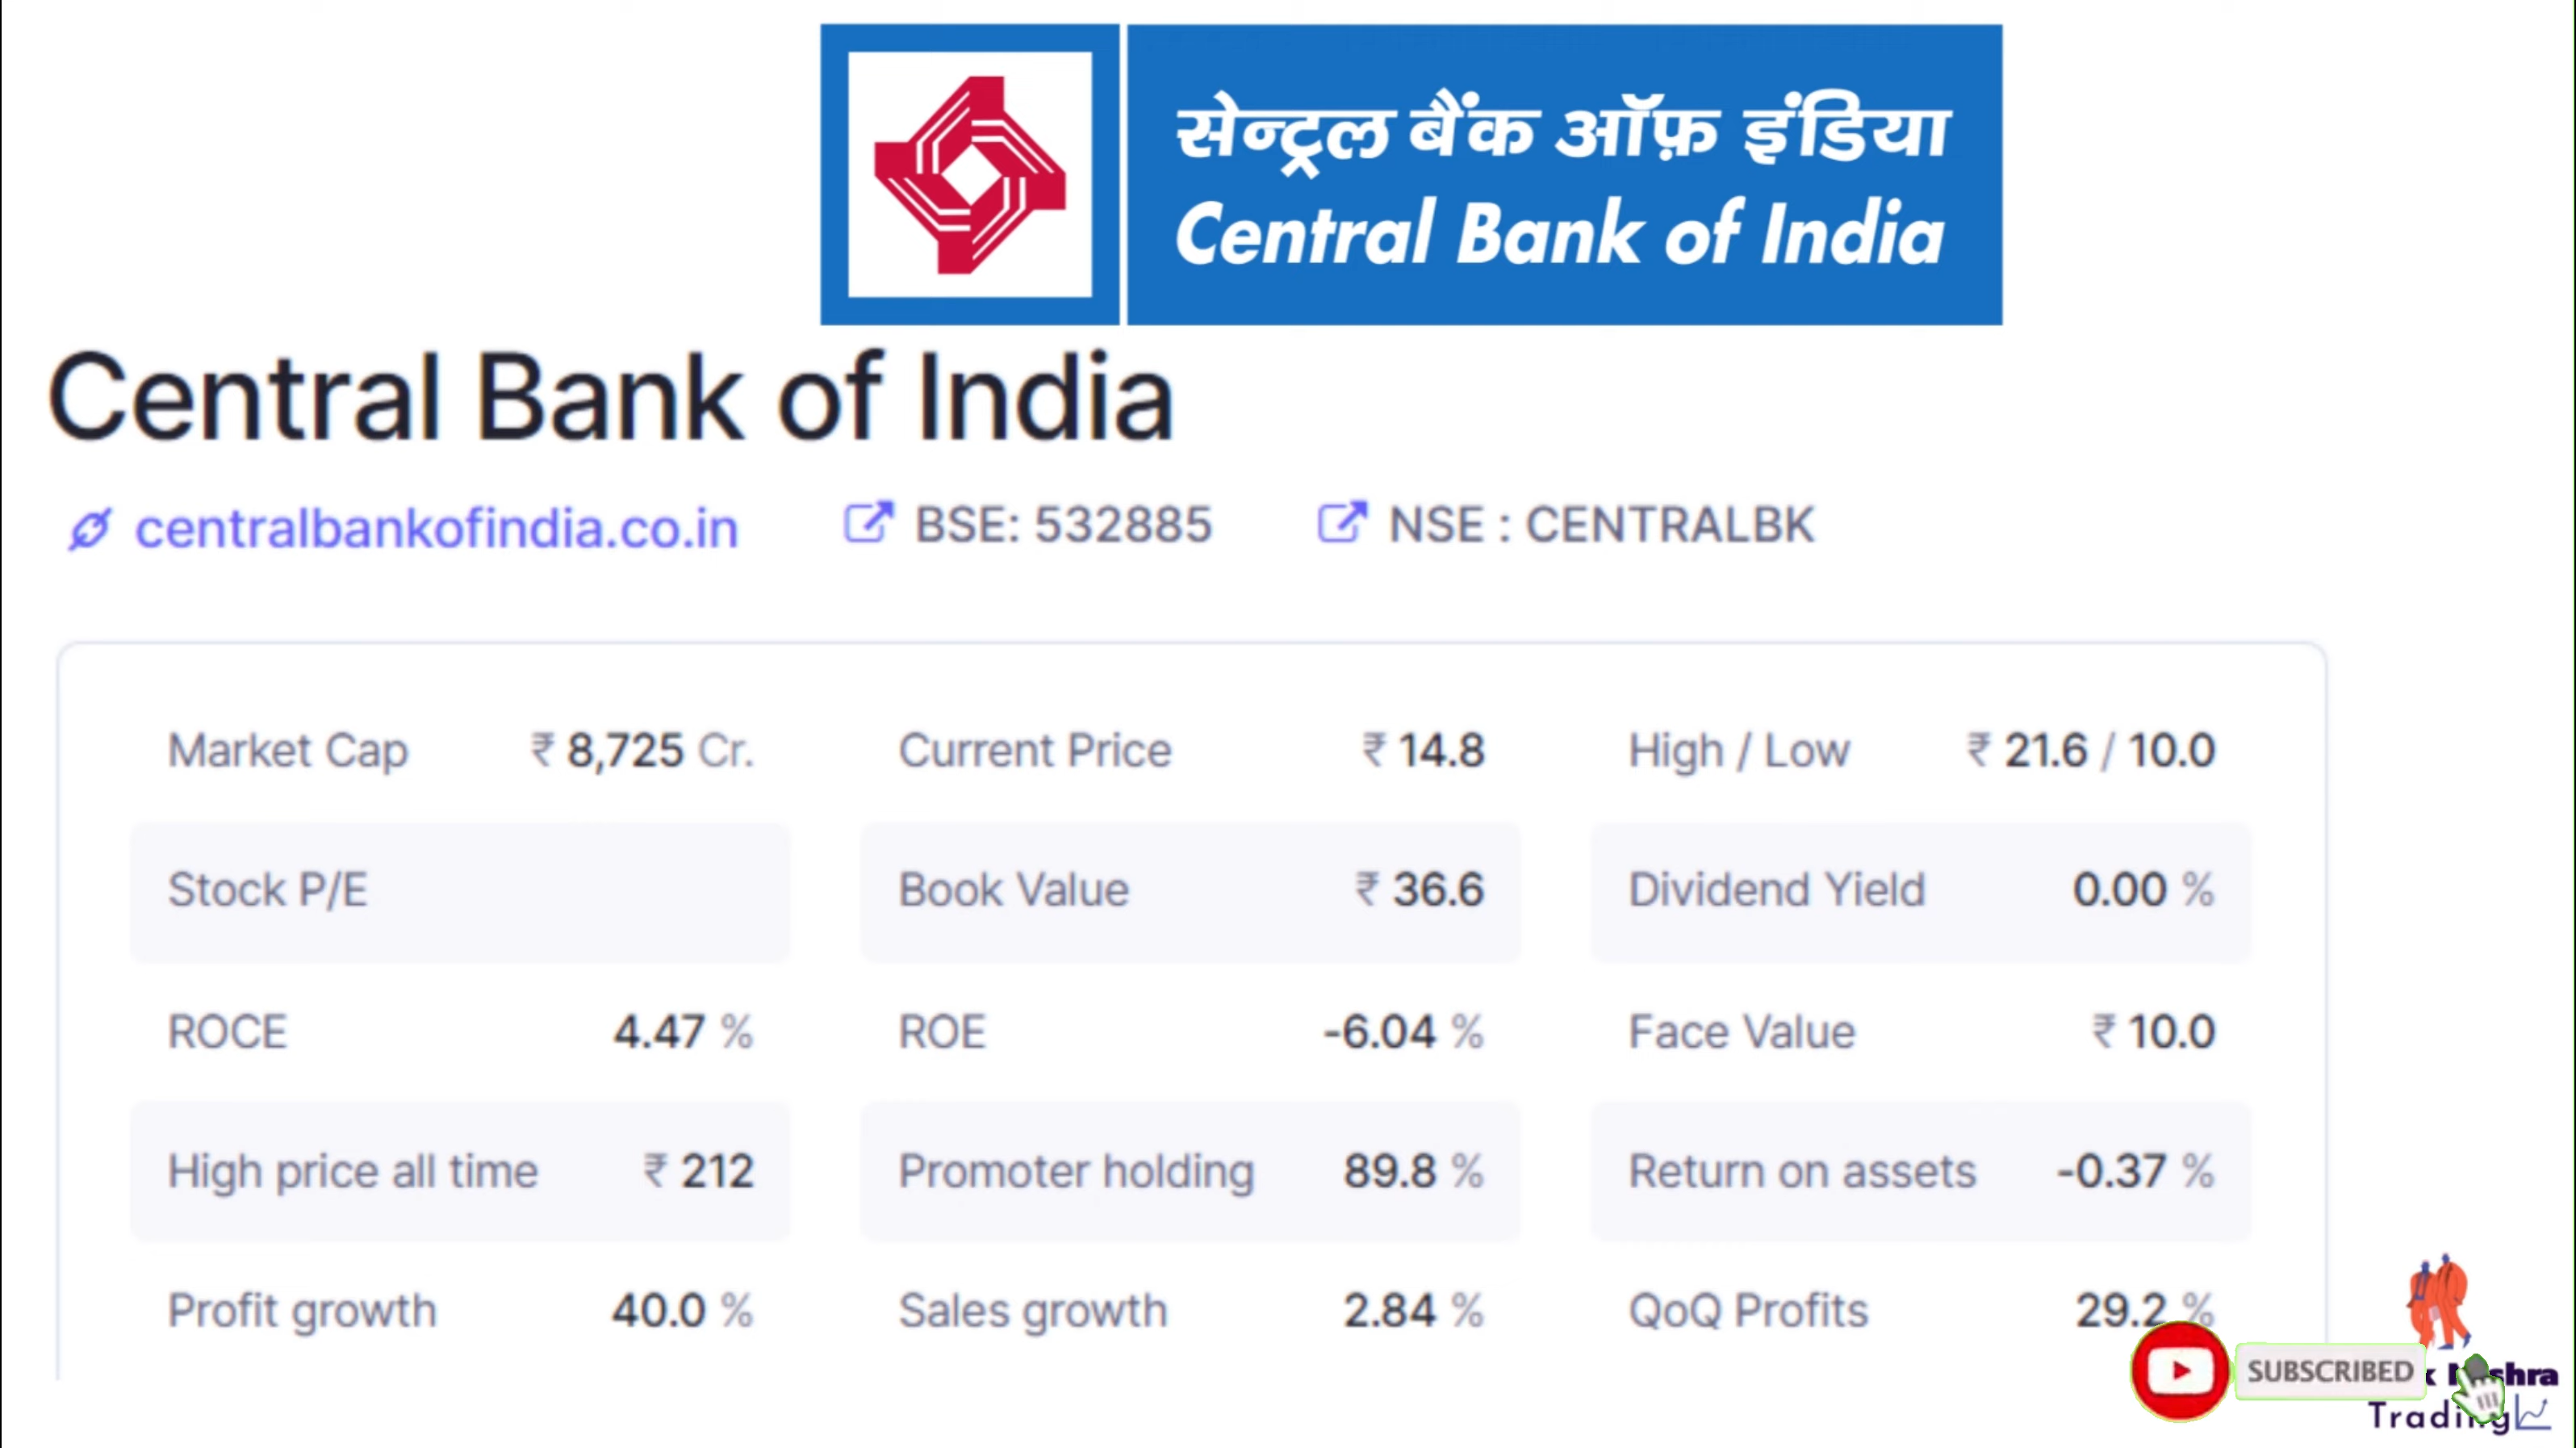 सेन्ट्रल बैंक ऑफ़ इंडिया
Central Bank of India
Central Bank of India
centralbankofindia.co.in BSE: 532885 NSE : CENTRALBK
Market Cap ₹ 8,725 Cr. Current Price ₹ 14.8 High / Low ₹ 21.6 / 10.0
Stock P/E Book Value ₹ 36.6 Dividend Yield 0.00 %
ROCE 4.47 % ROE -6.04 % Face Value ₹ 10.0
High price all time ₹ 212 Promoter holding 89.8 % Return on assets -0.37 %
Profit growth 40.0 % Sales growth 2.84 % QoQ Profits 29.2 %
SUBSCRIBED
Trading